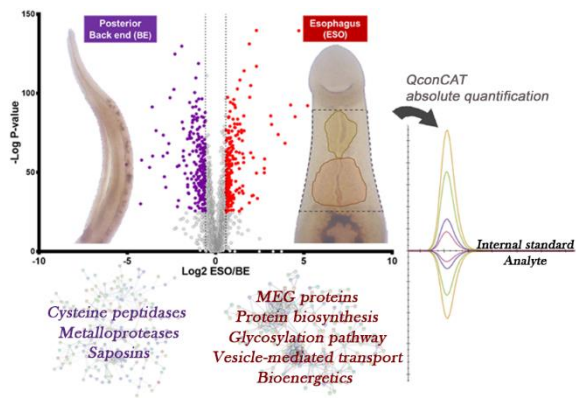 Posterior
Back end (BE)
Esophagus
(ESO)
QconCAT
absolute quantification
-Log P-value
150
100
50
0
-10
-5
0
5
10
Log2 ESO/BE
Internal standard
Analyte
Cysteine peptidases
Metalloproteases
Saposins
MEG proteins
Protein biosynthesis
Glycosylation pathway
Vesicle-mediated transport
Bioenergetics